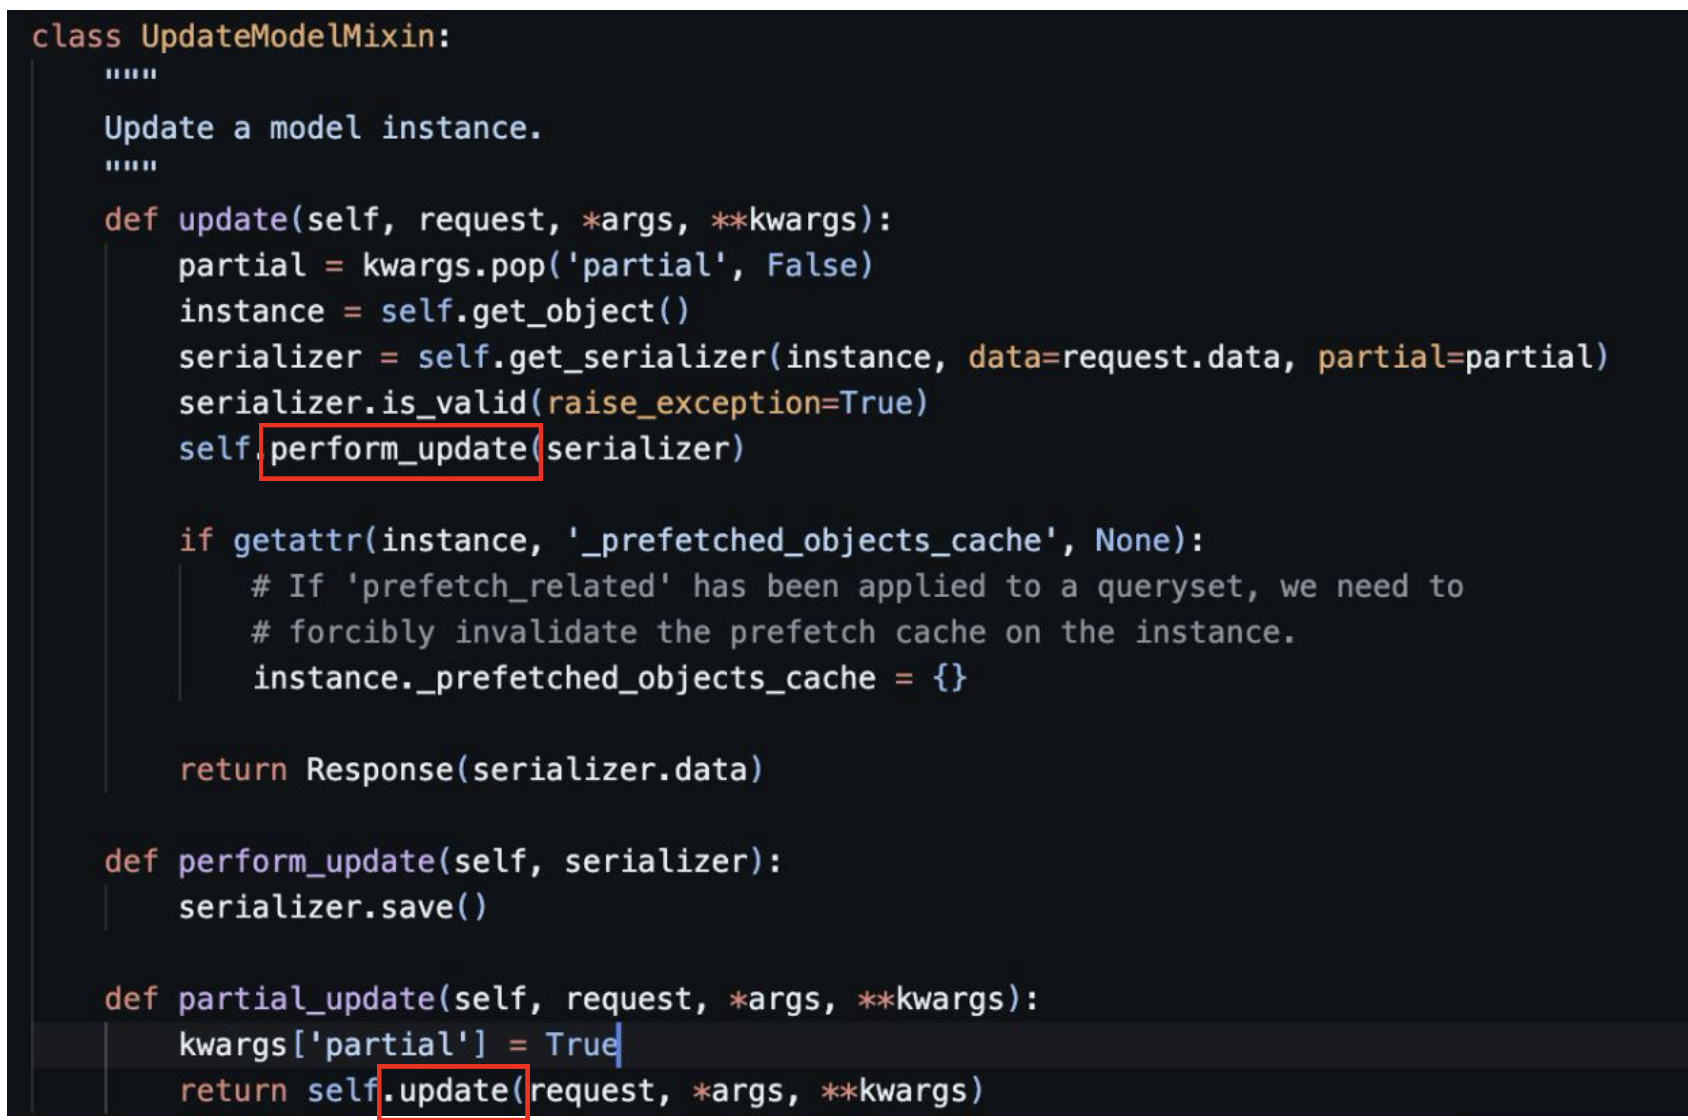 class UpdateModelMixin:
    """
    Update a model instance.
    """
    def update(self, request, *args, **kwargs):
        partial = kwargs.pop('partial', False)
        instance = self.get_object()
        serializer = self.get_serializer(instance, data=request.data, partial=partial)
        serializer.is_valid(raise_exception=True)
        self.perform_update(serializer)

        if getattr(instance, '_prefetched_objects_cache', None):
            # If 'prefetch_related' has been applied to a queryset, we need to
            # forcibly invalidate the prefetch cache on the instance.
            instance._prefetched_objects_cache = {}

        return Response(serializer.data)

    def perform_update(self, serializer):
        serializer.save()

    def partial_update(self, request, *args, **kwargs):
        kwargs['partial'] = True
        return self.update(request, *args, **kwargs)